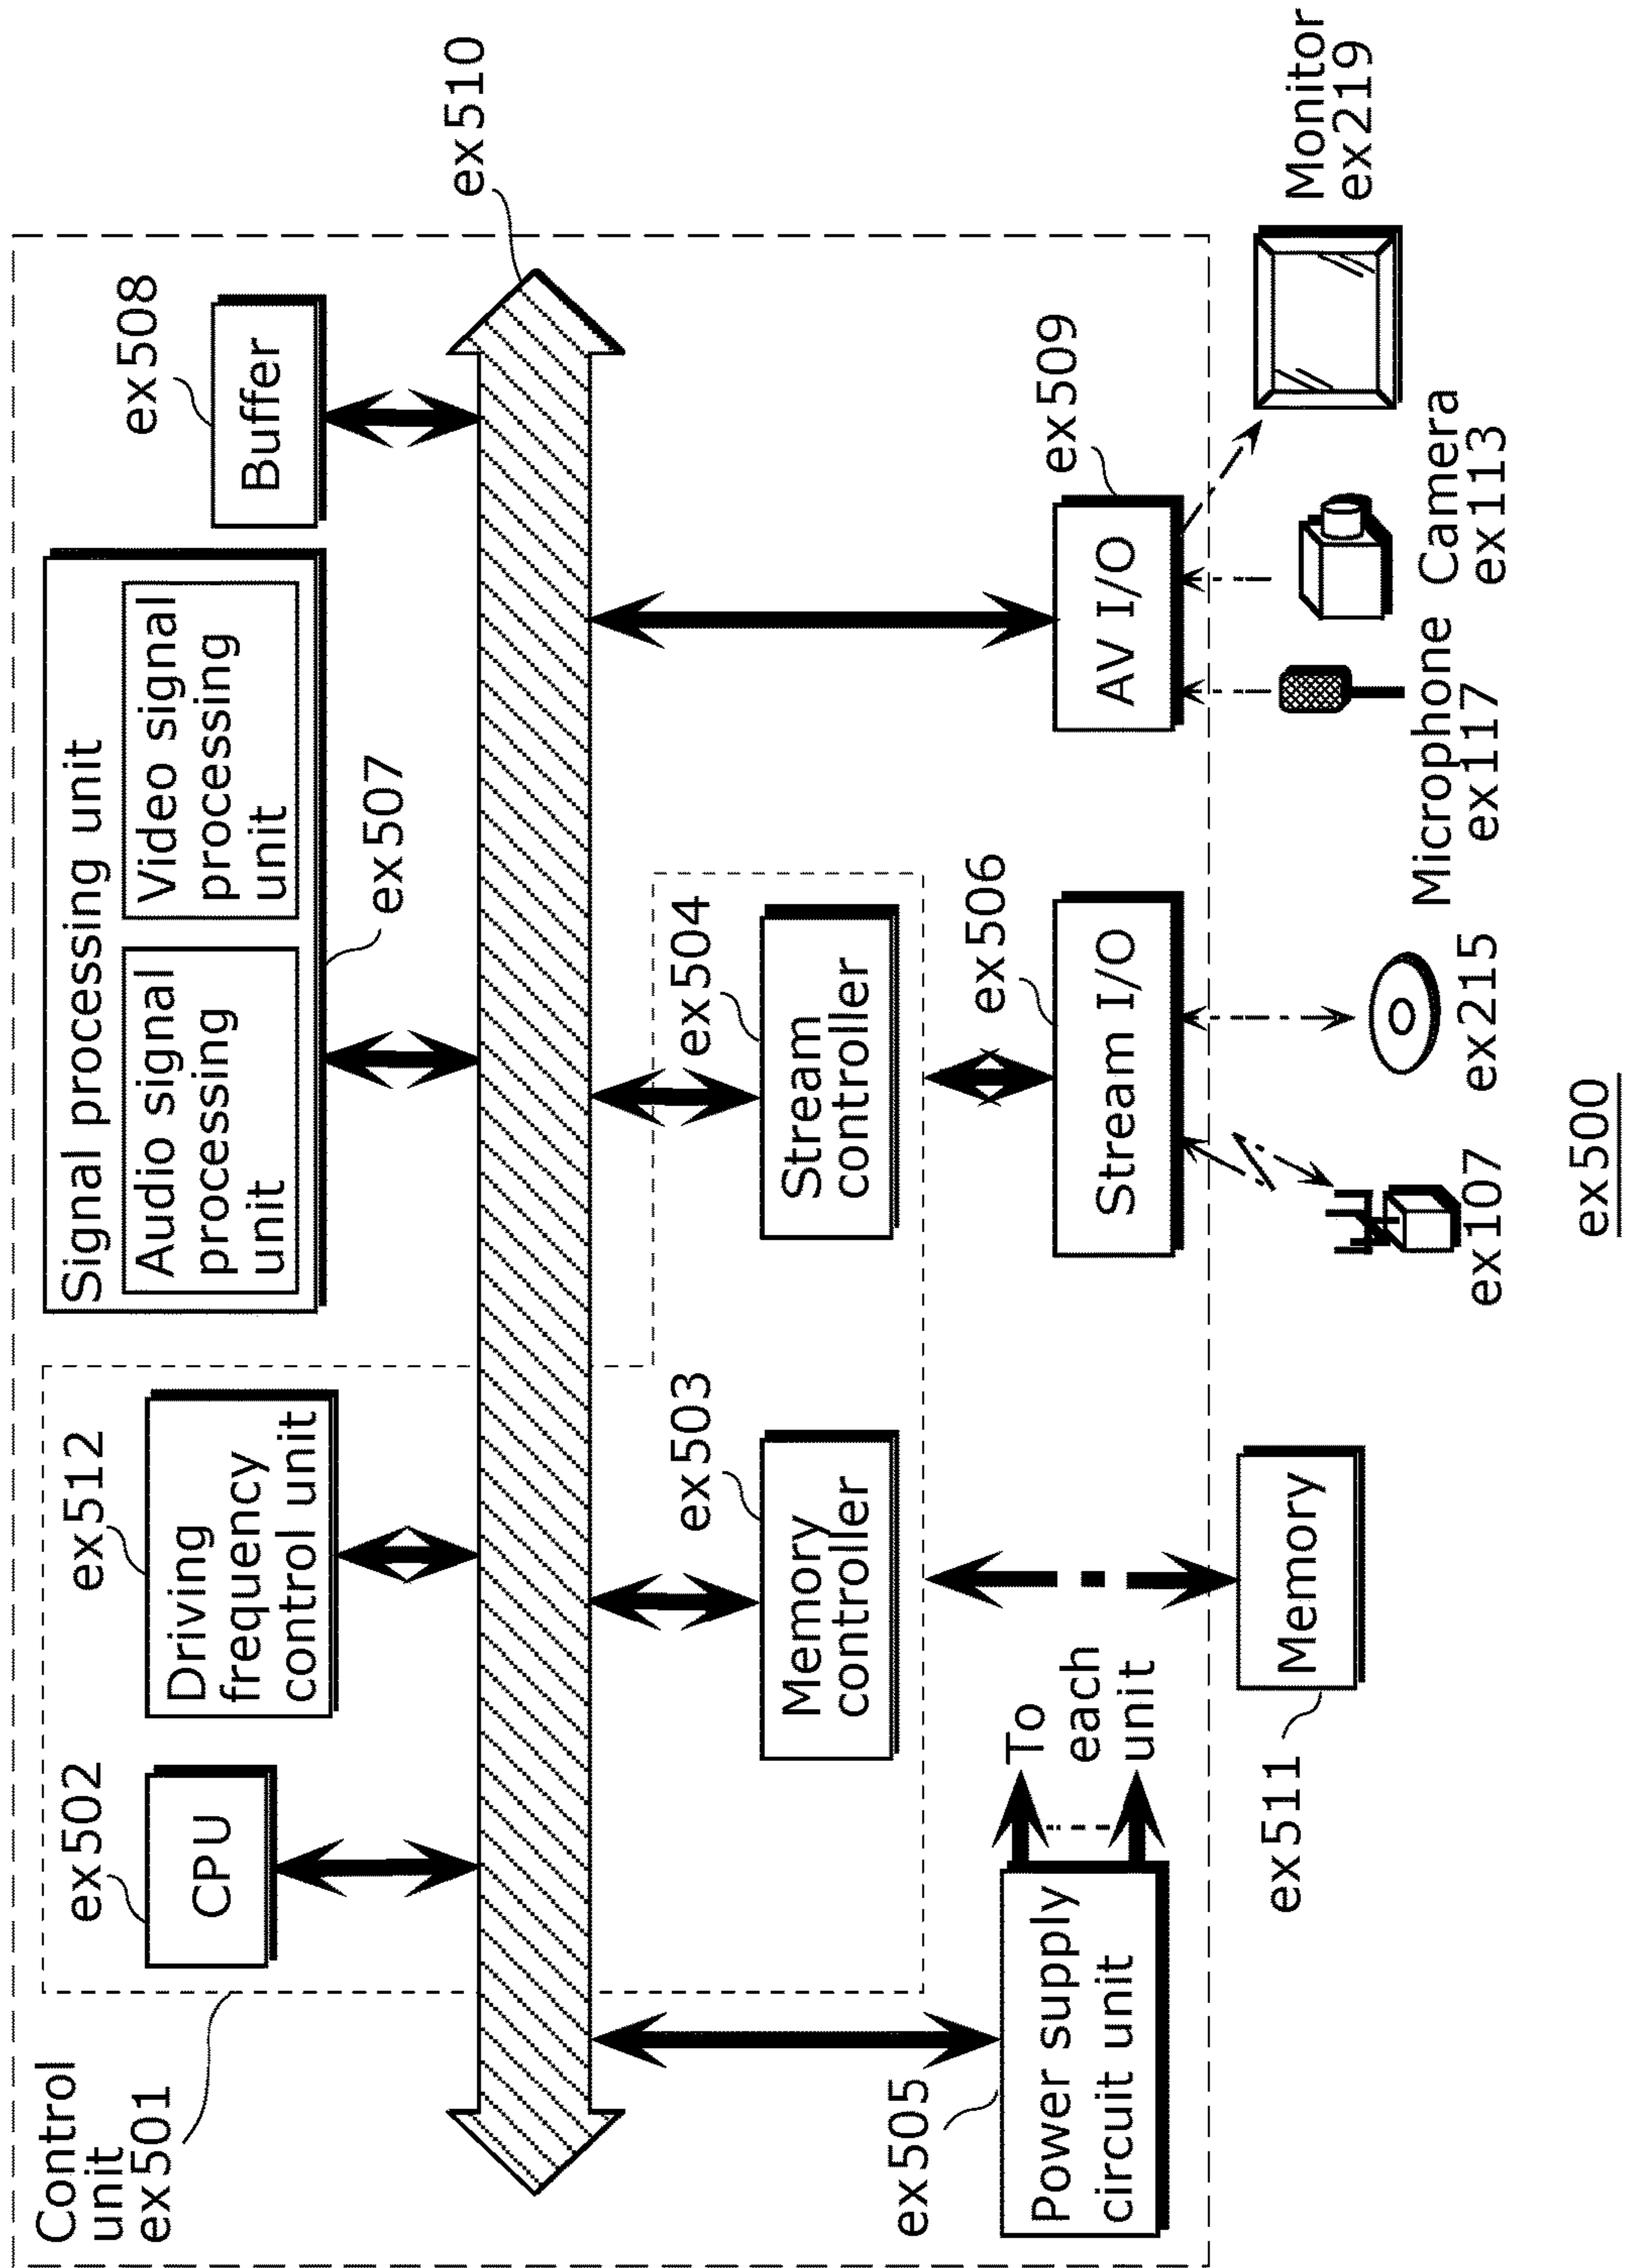 Control
unit
ex501
ex502
CPU
ex512
Driving
frequency
control unit
Signal processing unit
Audio signal
processing
unit
Video signal
processing
unit
ex507
ex508
Buffer
ex510
ex503
Memory
controller
ex504
Stream
controller
ex505
Power supply
circuit unit
To
each
unit
ex506
Stream I/O
ex509
AV I/O
ex511
Memory
ex107
ex215
Microphone
ex117
Camera
ex113
Monitor
ex219
ex500